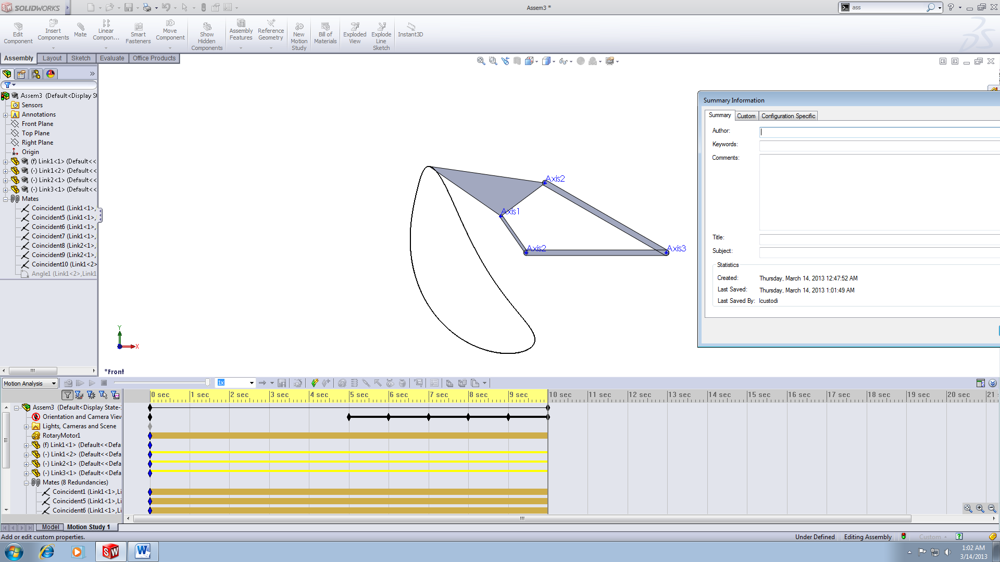 SOLIDWORKS
Assem3 *
ass
Edit Component
Insert Components
Mate
Linear Compon...
Smart Fasteners
Move Component
Show Hidden Components
Assembly Features
Reference Geometry
New Motion Study
Bill of Materials
Exploded View
Explode Line Sketch
Instant3D
Assembly
Layout
Sketch
Evaluate
Office Products
Assem3 (Default<Display St
Sensors
Annotations
Front Plane
Top Plane
Right Plane
Origin
(f) Link1<1> (Default<<
(-) Link1<2> (Default<<
(-) Link2<1> (Default<<
(-) Link3<1> (Default<<
Mates
Coincident1 (Link1<1>,
Coincident5 (Link1<1>,
Coincident6 (Link1<1>,
Coincident7 (Link1<1>,
Coincident8 (Link2<1>,
Coincident9 (Link2<1>,
Coincident10 (Link1<2>
Angle1 (Link1<2>,Link1
Axis2
Axis1
Axis2
Axis3
Y
X
*Front
Summary Information
Summary
Custom
Configuration Specific
Author:
Keywords:
Comments:
Title:
Subject:
Statistics
Created: Thursday, March 14, 2013 12:47:52 AM
Last Saved: Thursday, March 14, 2013 1:01:49 AM
Last Saved By: lcustodi
Motion Analysis
1x
0 sec 1 sec 2 sec 3 sec 4 sec 5 sec 6 sec 7 sec 8 sec 9 sec 10 sec 11 sec 12 sec 13 sec 14 sec 15 sec 16 sec 17 sec 18 sec 19 sec 20 sec 21
Assem3 (Default<Display State-
Orientation and Camera View
Lights, Cameras and Scene
RotaryMotor1
(f) Link1<1> (Default<<Defa
(-) Link1<2> (Default<<Defa
(-) Link2<1> (Default<<Defa
(-) Link3<1> (Default<<Defa
Mates (8 Redundancies)
Coincident1 (Link1<1>,Li
Coincident5 (Link1<1>,Li
Coincident6 (Link1<1>,Li
Model
Motion Study 1
Add or edit custom properties.
Under Defined
Editing Assembly
Custom
1:02 AM
3/14/2013